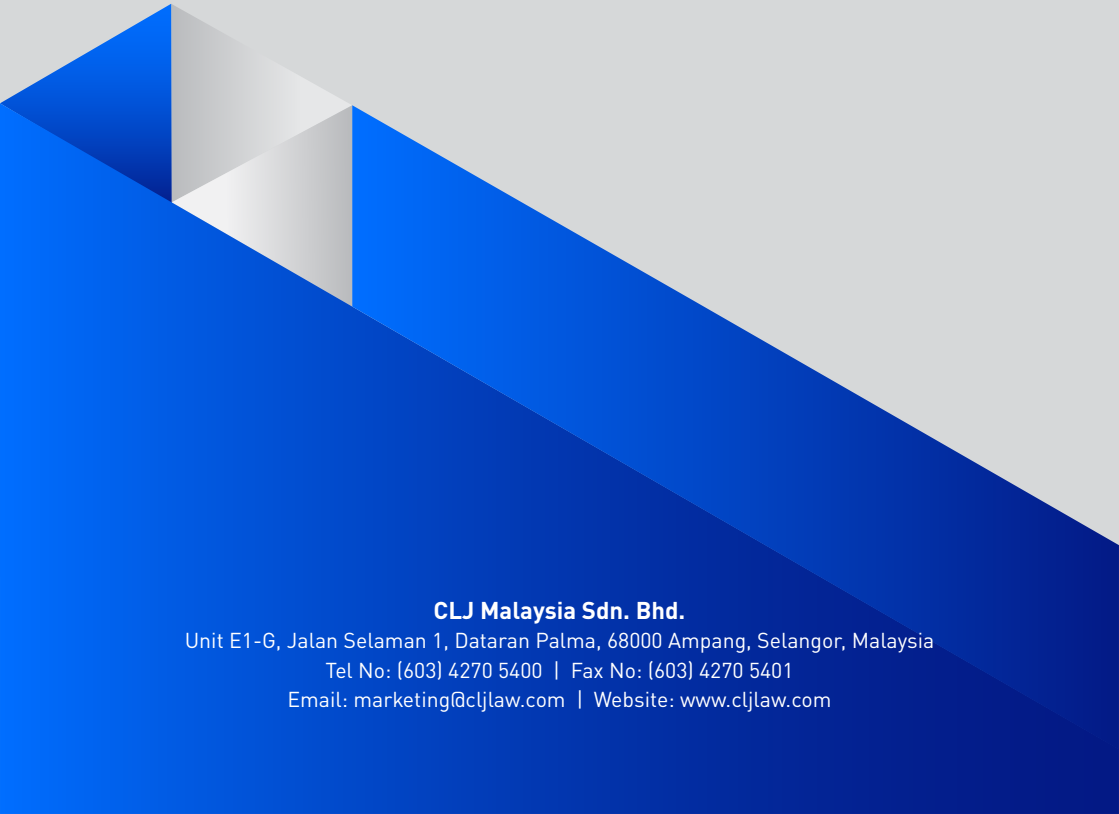 CLJ Malaysia Sdn. Bhd.
Unit E1-G, Jalan Selaman 1, Dataran Palma, 68000 Ampang, Selangor, Malaysia
Tel No: (603) 4270 5400 | Fax No: (603) 4270 5401
Email: marketing@cljlaw.com | Website: www.cljlaw.com